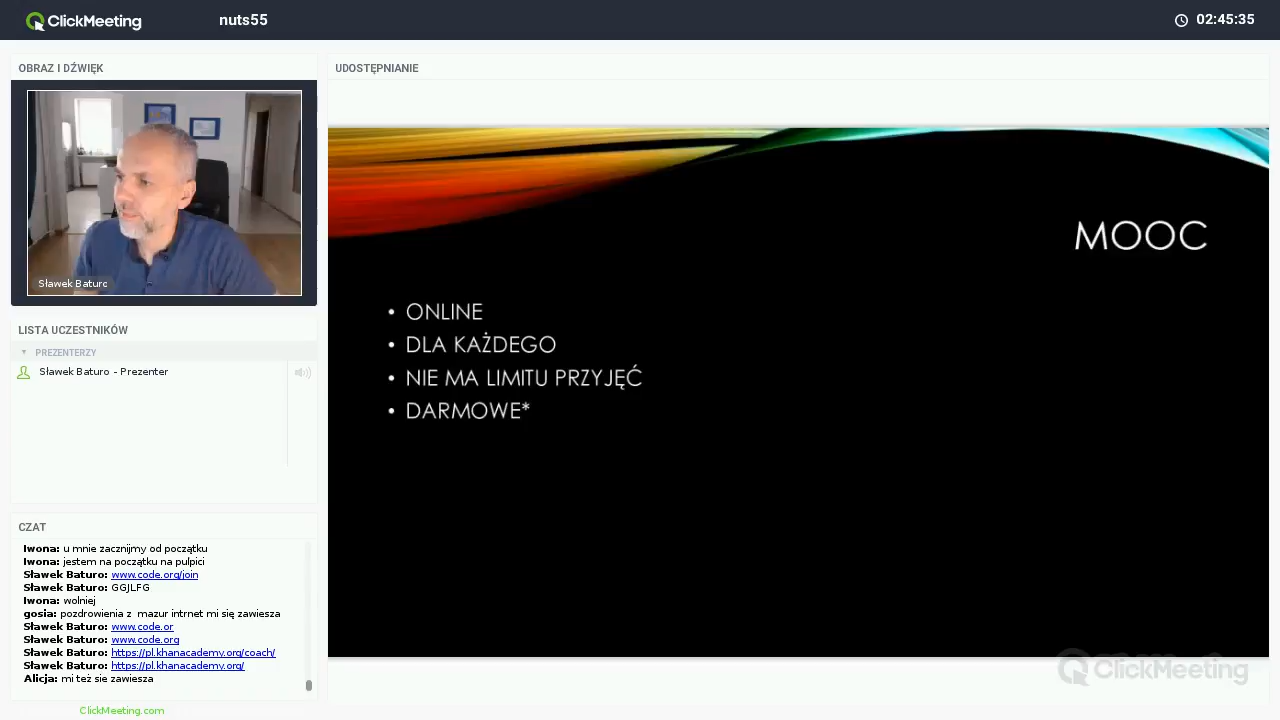 ClickMeeting
nuts55
02:45:35
OBRAZ I DŹWIĘK
UDOSTĘPNIANIE
Sławek Baturo
MOOC
• ONLINE
• DLA KAŻDEGO
• NIE MA LIMITU PRZYJĘĆ
• DARMOWE*
LISTA UCZESTNIKÓW
PREZENTERZY
Sławek Baturo - Prezenter
CZAT
Iwona: u mnie zacznijmy od początku
Iwona: jestem na początku na pulpici
Sławek Baturo: www.code.org/join
Sławek Baturo: GGJLFG
Iwona: wolniej
gosia: pozdrowienia z mazur intrnet mi się zawiesza
Sławek Baturo: www.code.or
Sławek Baturo: www.code.org
Sławek Baturo: https://pl.khanacademy.org/coach/
Sławek Baturo: https://pl.khanacademy.org/
Alicja: mi też sie zawiesza
ClickMeeting
ClickMeeting.com